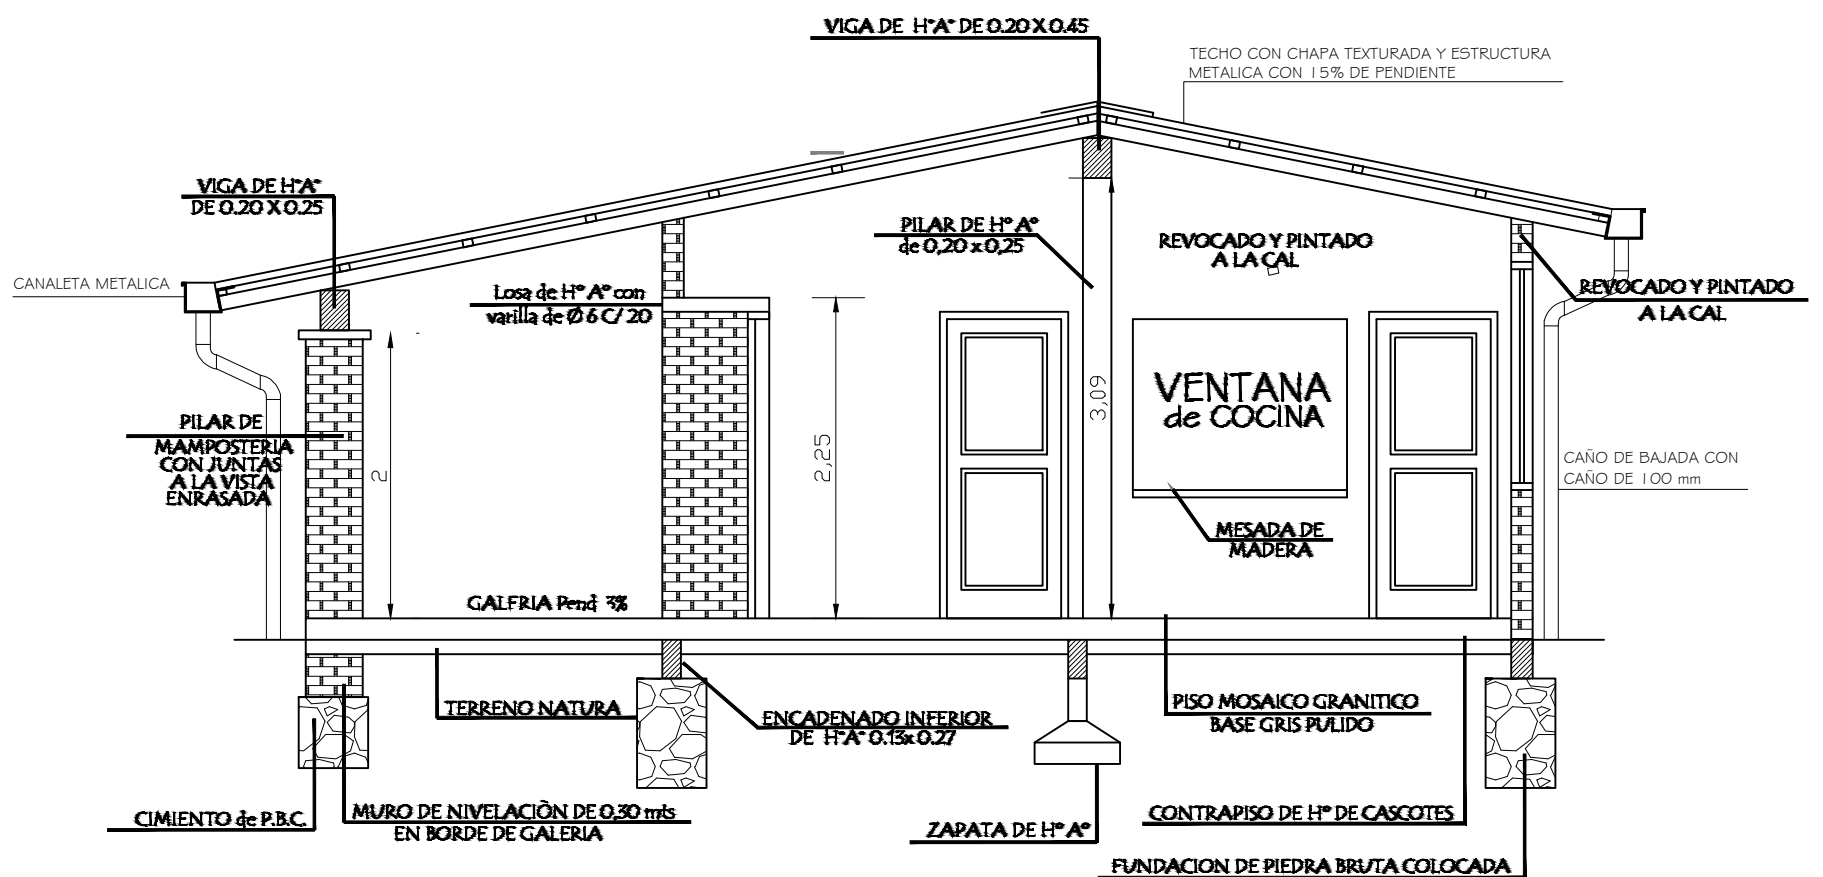 VIGA DE H°A° DE 0.20 X 0.45
TECHO CON CHAPA TEXTURADA Y ESTRUCTURA
METALICA CON 15% DE PENDIENTE
VIGA DE H°A°
DE 0.20 X 0.25
PILAR DE H° A°
de 0,20 x 0,25
REVOCADO Y PINTADO
A LA CAL
CANALETA METALICA
Losa de H° A° con
varilla de Ø 6 C/ 20
REVOCADO Y PINTADO
A LA CAL
VENTANA
de COCINA
3,09
2,25
2
PILAR DE
MAMPOSTERIA
CON JUNTAS
A LA VISTA
ENRASADA
CAÑO DE BAJADA CON
CAÑO DE 100 mm
MESADA DE
MADERA
GALERIA Pend 3%
TERRENO NATURA
ENCADENADO INFERIOR
DE H°A° 0.13x 0.27
PISO MOSAICO GRANITICO
BASE GRIS PULIDO
CIMIENTO de P.B.C.
MURO DE NIVELACIÒN DE 0,30 mts
EN BORDE DE GALERIA
ZAPATA DE H° A°
CONTRAPISO DE H° DE CASCOTES
FUNDACION DE PIEDRA BRUTA COLOCADA